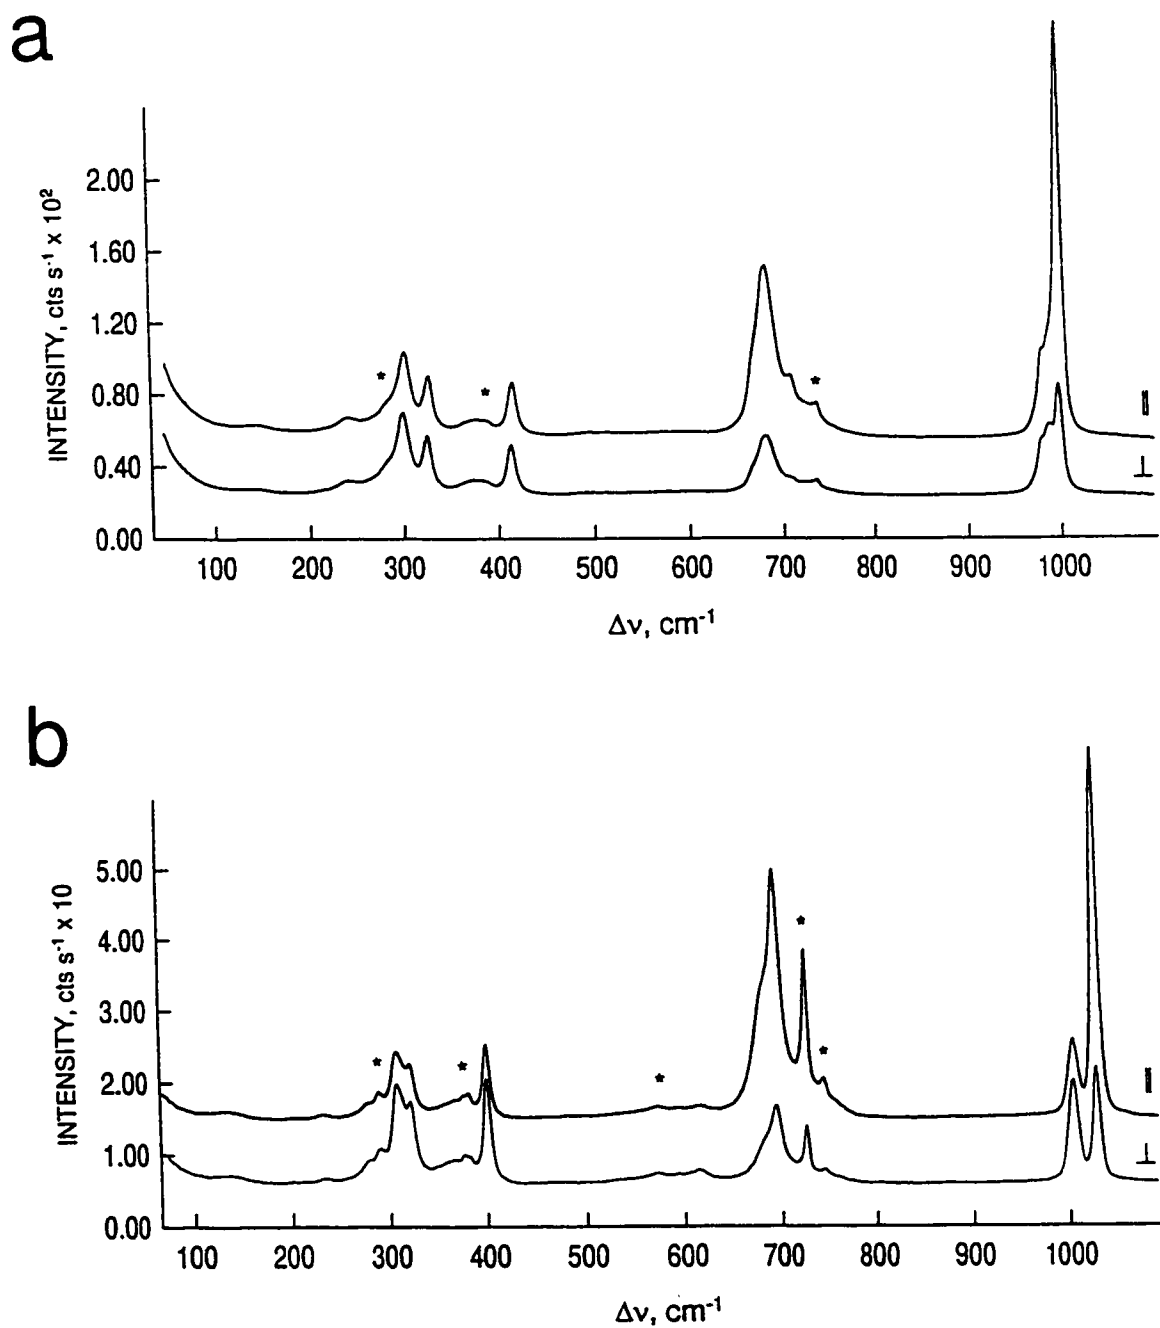 a
INTENSITY, cts s⁻¹ x 10²
2.00
1.60
1.20
0.80
0.40
0.00
* * *
∥
⊥
100 200 300 400 500 600 700 800 900 1000
Δν, cm⁻¹
b
INTENSITY, cts s⁻¹ x 10
5.00
4.00
3.00
2.00
1.00
0.00
* * * * *
∥
⊥
100 200 300 400 500 600 700 800 900 1000
Δν, cm⁻¹